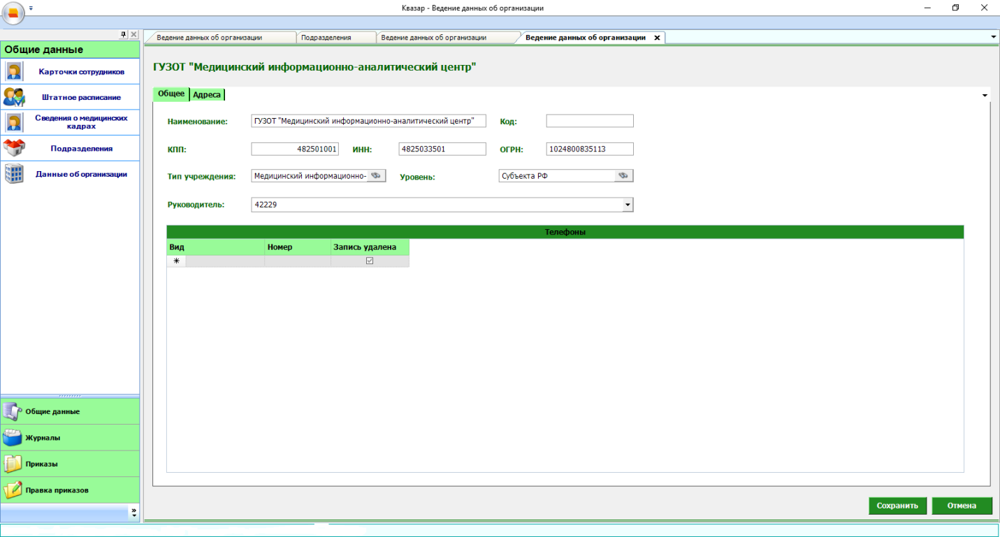 Квазар - Ведение данных об организации
Ведение данных об организации
Подразделения
Ведение данных об организации
Ведение данных об организации x
Общие данные
Карточки сотрудников
Штатное расписание
Сведения о медицинских
кадрах
Подразделения
Данные об организации
Общие данные
Журналы
Приказы
Правка приказов
ГУЗОТ "Медицинский информационно-аналитический центр"
Общее Адреса
Наименование: ГУЗОТ "Медицинский информационно-аналитический центр" Код:
КПП: 482501001 ИНН: 4825033501 ОГРН: 1024800835113
Тип учреждения: Медицинский информационно- Уровень: Субъекта РФ
Руководитель: 42229
Телефоны
Вид Номер Запись удалена
Сохранить Отмена